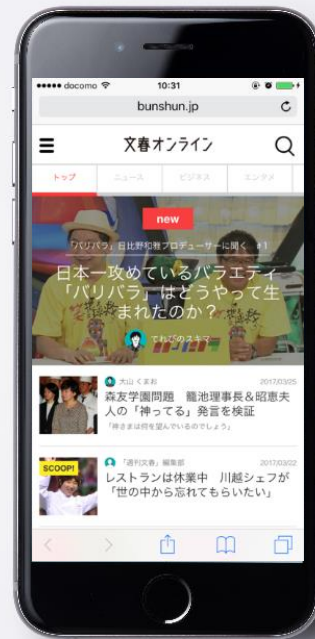 docomo 10:31
bunshun.jp
文春オンライン
トップ ニュース ビジネス エンタメ
new
「バリバラ」日比野和雅プロデューサーに聞く #1
日本一攻めているバラエティ
「バリバラ」はどうやって生
まれたのか？
てれびのスキマ
大山 くまお 2017/03/25
森友学園問題 籠池理事長＆昭恵夫
人の「神ってる」発言を検証
「神さまは何を望んでいるのでしょう」
SCOOP!
「週刊文春」編集部 2017/03/22
レストランは休業中 川越シェフが
「世の中から忘れてもらいたい」